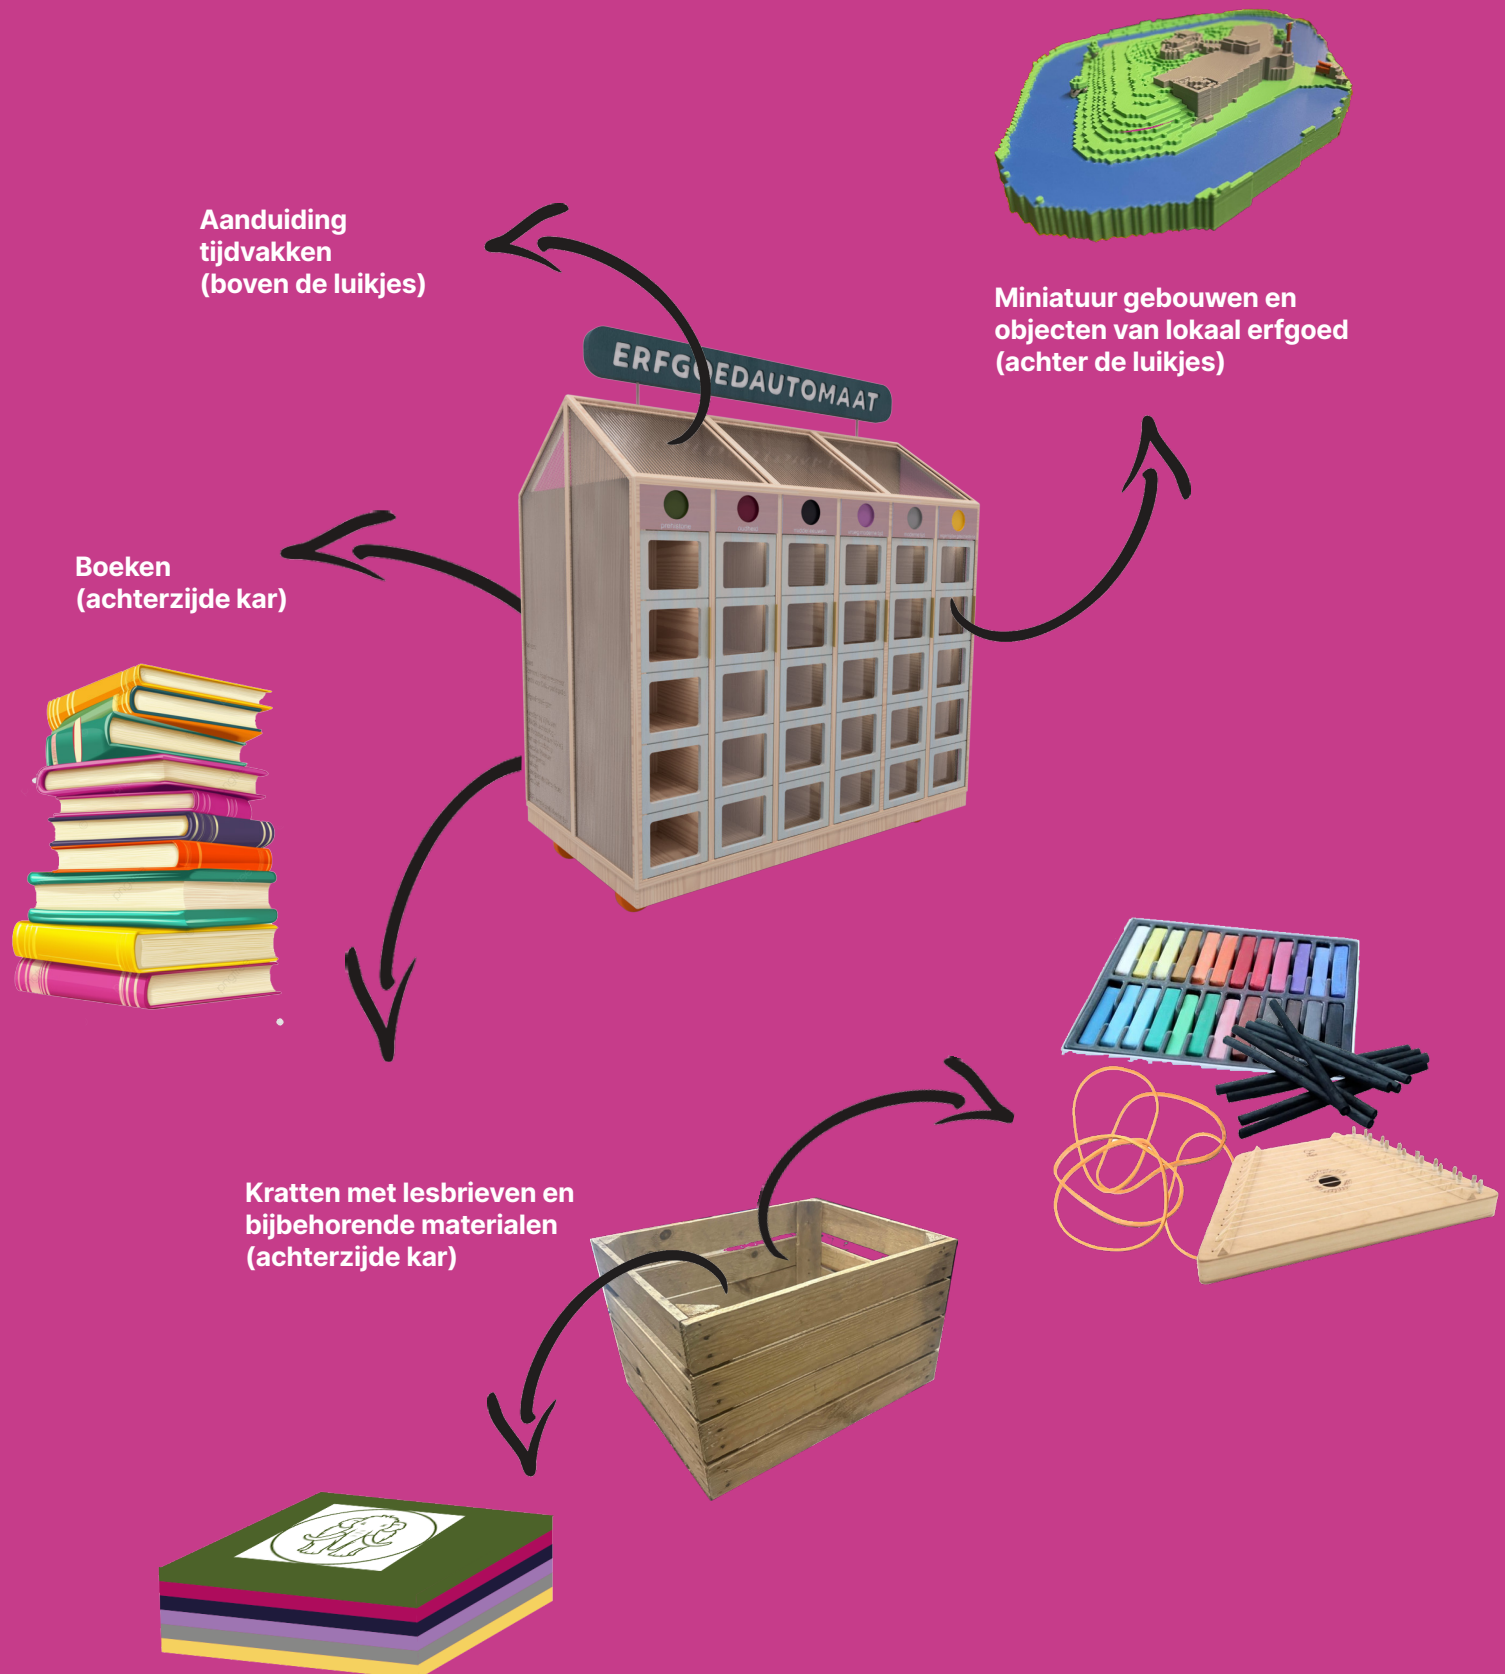 Aanduiding
tijdvakken
(boven de luikjes)
Miniatuur gebouwen en
objecten van lokaal erfgoed
(achter de luikjes)
ERFGOEDAUTOMAAT
Boeken
(achterzijde kar)
Kratten met lesbrieven en
bijbehorende materialen
(achterzijde kar)